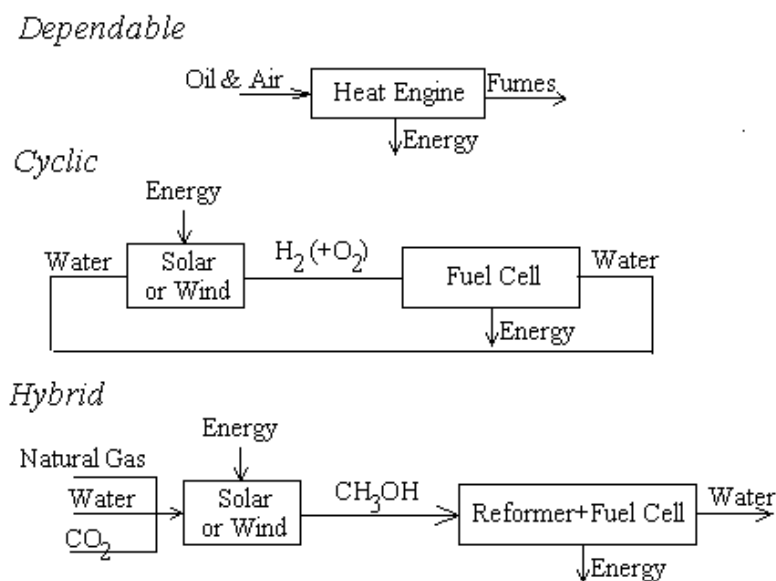 Dependable
Oil & Air
Heat Engine
Fumes
Energy
Cyclic
Energy
Water
Solar
or Wind
H₂ (+O₂)
Fuel Cell
Water
Energy
Hybrid
Energy
Natural Gas
Water
CO₂
Solar
or Wind
CH₃OH
Reformer+Fuel Cell
Water
Energy